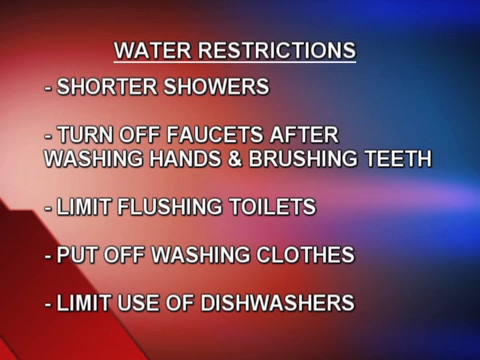 WATER RESTRICTIONS
- SHORTER SHOWERS
- TURN OFF FAUCETS AFTER
WASHING HANDS & BRUSHING TEETH
- LIMIT FLUSHING TOILETS
- PUT OFF WASHING CLOTHES
- LIMIT USE OF DISHWASHERS